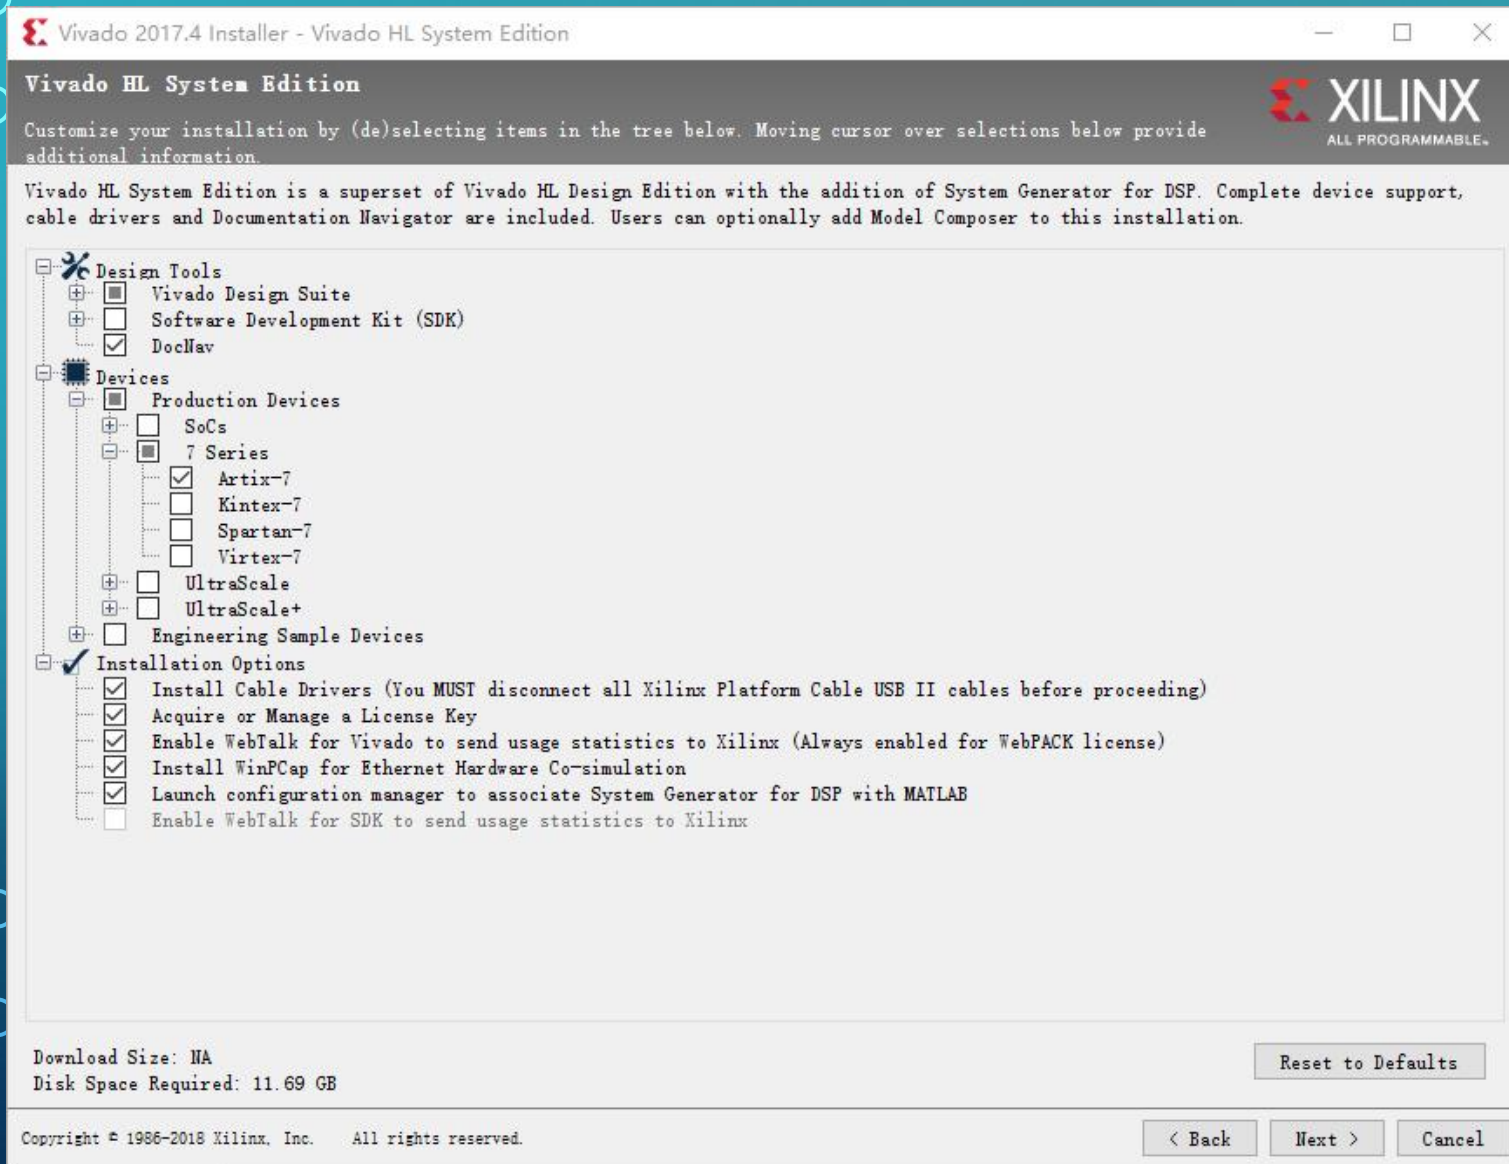 Vivado 2017.4 Installer - Vivado HL System Edition
Vivado HL System Edition
XILINX
ALL PROGRAMMABLE.
Customize your installation by (de)selecting items in the tree below. Moving cursor over selections below provide
additional information.
Vivado HL System Edition is a superset of Vivado HL Design Edition with the addition of System Generator for DSP. Complete device support,
cable drivers and Documentation Navigator are included. Users can optionally add Model Composer to this installation.
Design Tools
Vivado Design Suite
Software Development Kit (SDK)
DocNav
Devices
Production Devices
SoCs
7 Series
Artix-7
Kintex-7
Spartan-7
Virtex-7
UltraScale
UltraScale+
Engineering Sample Devices
Installation Options
Install Cable Drivers (You MUST disconnect all Xilinx Platform Cable USB II cables before proceeding)
Acquire or Manage a License Key
Enable WebTalk for Vivado to send usage statistics to Xilinx (Always enabled for WebPACK license)
Install WinPCap for Ethernet Hardware Co-simulation
Launch configuration manager to associate System Generator for DSP with MATLAB
Enable WebTalk for SDK to send usage statistics to Xilinx
Download Size: NA
Disk Space Required: 11.69 GB
Reset to Defaults
Copyright © 1986-2018 Xilinx, Inc. All rights reserved.
< Back
Next >
Cancel